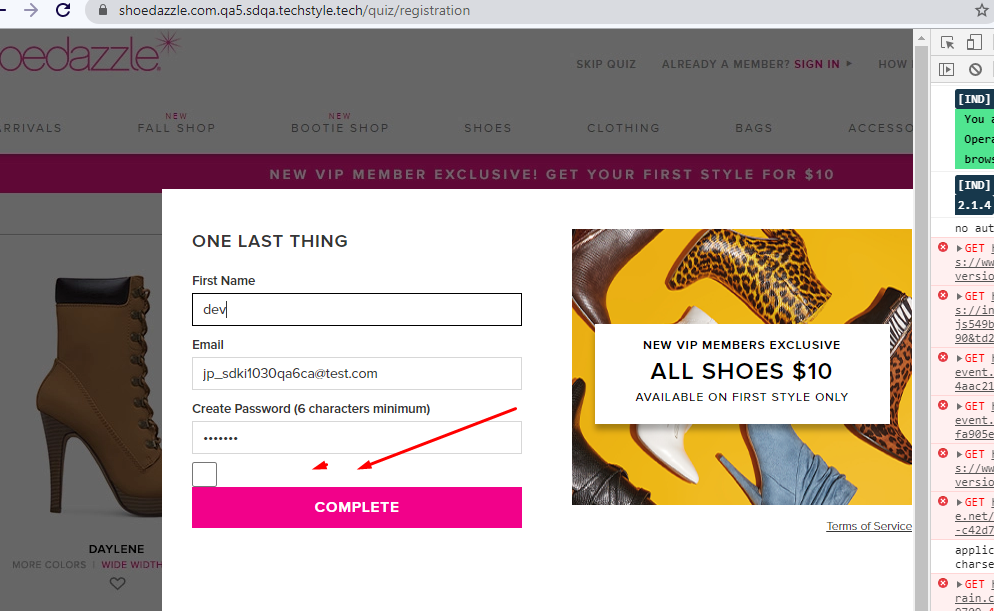 shoedazzle.com.qa5.sdqa.techstyle.tech/quiz/registration
oedazzle
SKIP QUIZ ALREADY A MEMBER? SIGN IN HOW
ARRIVALS NEW FALL SHOP NEW BOOTIE SHOP SHOES CLOTHING BAGS ACCESSO
NEW VIP MEMBER EXCLUSIVE! GET YOUR FIRST STYLE FOR $10
ONE LAST THING
First Name
dev
Email
jp_sdki1030qa6ca@test.com
Create Password (6 characters minimum)
•••••••
COMPLETE
NEW VIP MEMBERS EXCLUSIVE
ALL SHOES $10
AVAILABLE ON FIRST STYLE ONLY
Terms of Service
DAYLENE
MORE COLORS | WIDE WIDTH
[IND]
You a
Opera
brows
[IND]
2.1.4
no aut
GET
s://ww
versio
GET
s://in
js549b
90&td2
GET
event.
4aac21
GET
event.
fa905e
GET
s://ww
versio
GET
e.net/
-c42d7
applic
charse
GET
rain.c